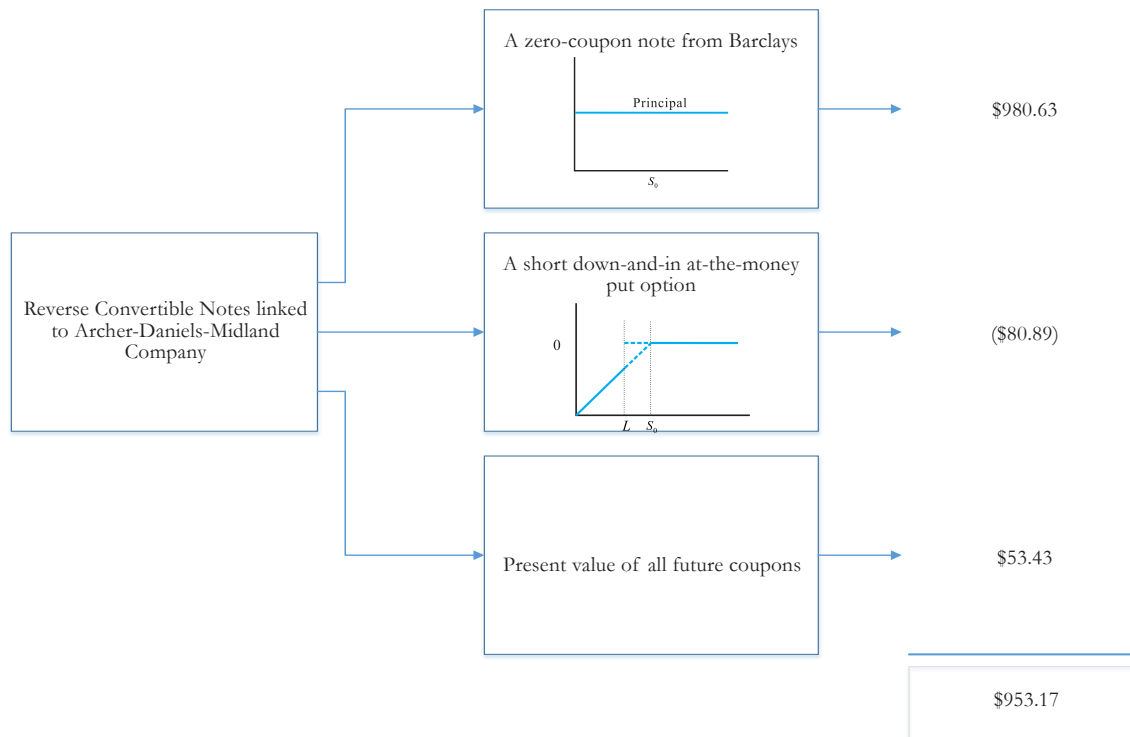 A zero-coupon note from Barclays
Principal
S₀
$980.63
Reverse Convertible Notes linked
to Archer-Daniels-Midland
Company
A short down-and-in at-the-money
put option
0
L S₀
($80.89)
Present value of all future coupons
$53.43
$953.17